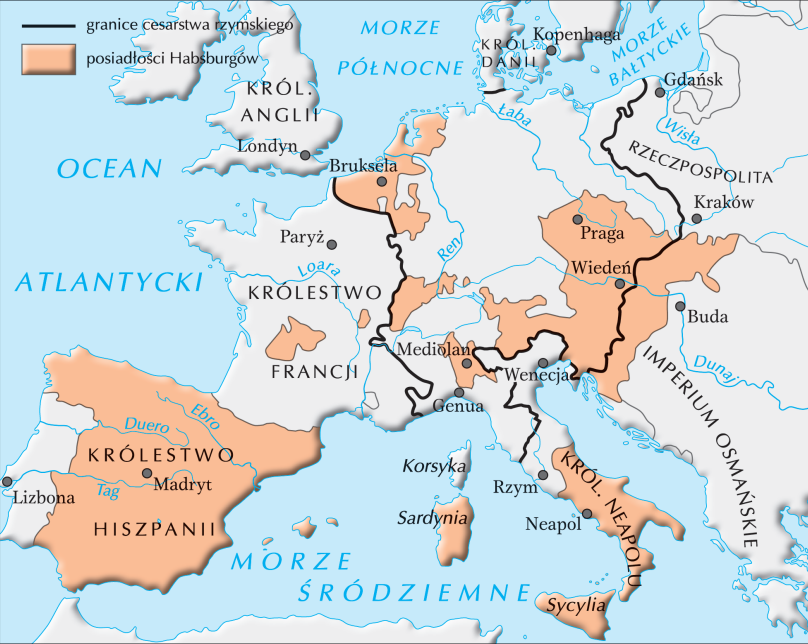 granice cesarstwa rzymskiego
posiadłości Habsburgów
MORZE
PÓŁNOCNE
KRÓL.
DANII
Kopenhaga
MORZE
BAŁTYCKIE
Gdańsk
KRÓL.
ANGLII
Londyn
Łaba
Wisła
RZECZPOSPOLITA
OCEAN
ATLANTYCKI
Bruksela
Kraków
Paryż
Ren
Praga
Wiedeń
Loara
KRÓLESTWO
FRANCJI
Buda
Mediolan
Wenecja
Genua
Dunaj
IMPERIUM OSMAŃSKIE
Ebro
Duero
KRÓLESTWO
Madryt
Tag
Lizbona
HISZPANII
Korsyka
Sardynia
Rzym
Neapol
KRÓL. NEAPOLU
MORZE
ŚRÓDZIEMNE
Sycylia